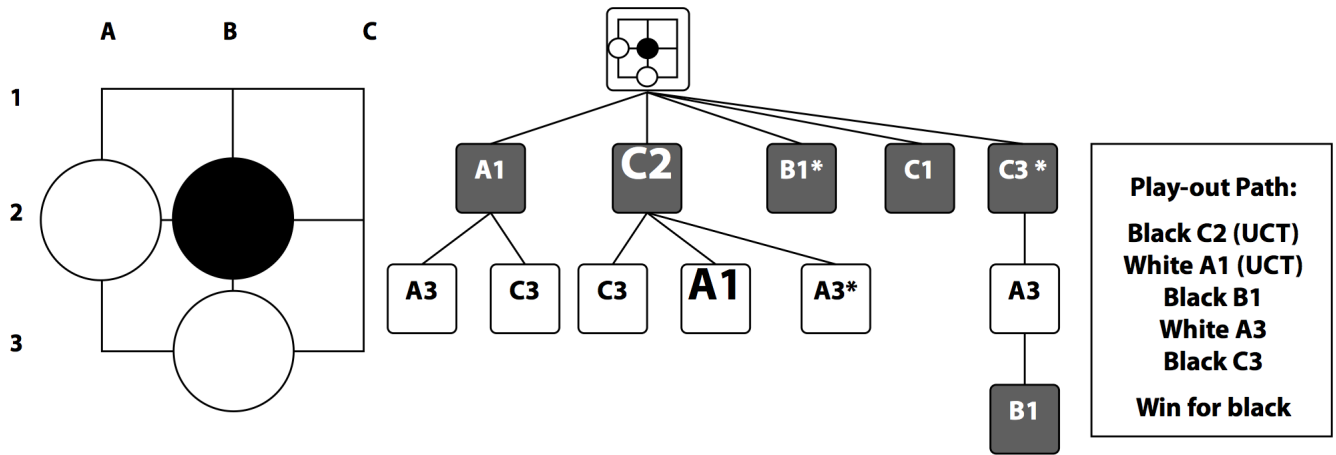 A B C
1
2
3
A1 C2 B1* C1 C3 *
A3 C3 C3 A1 A3* A3
B1
Play-out Path:
Black C2 (UCT)
White A1 (UCT)
Black B1
White A3
Black C3
Win for black